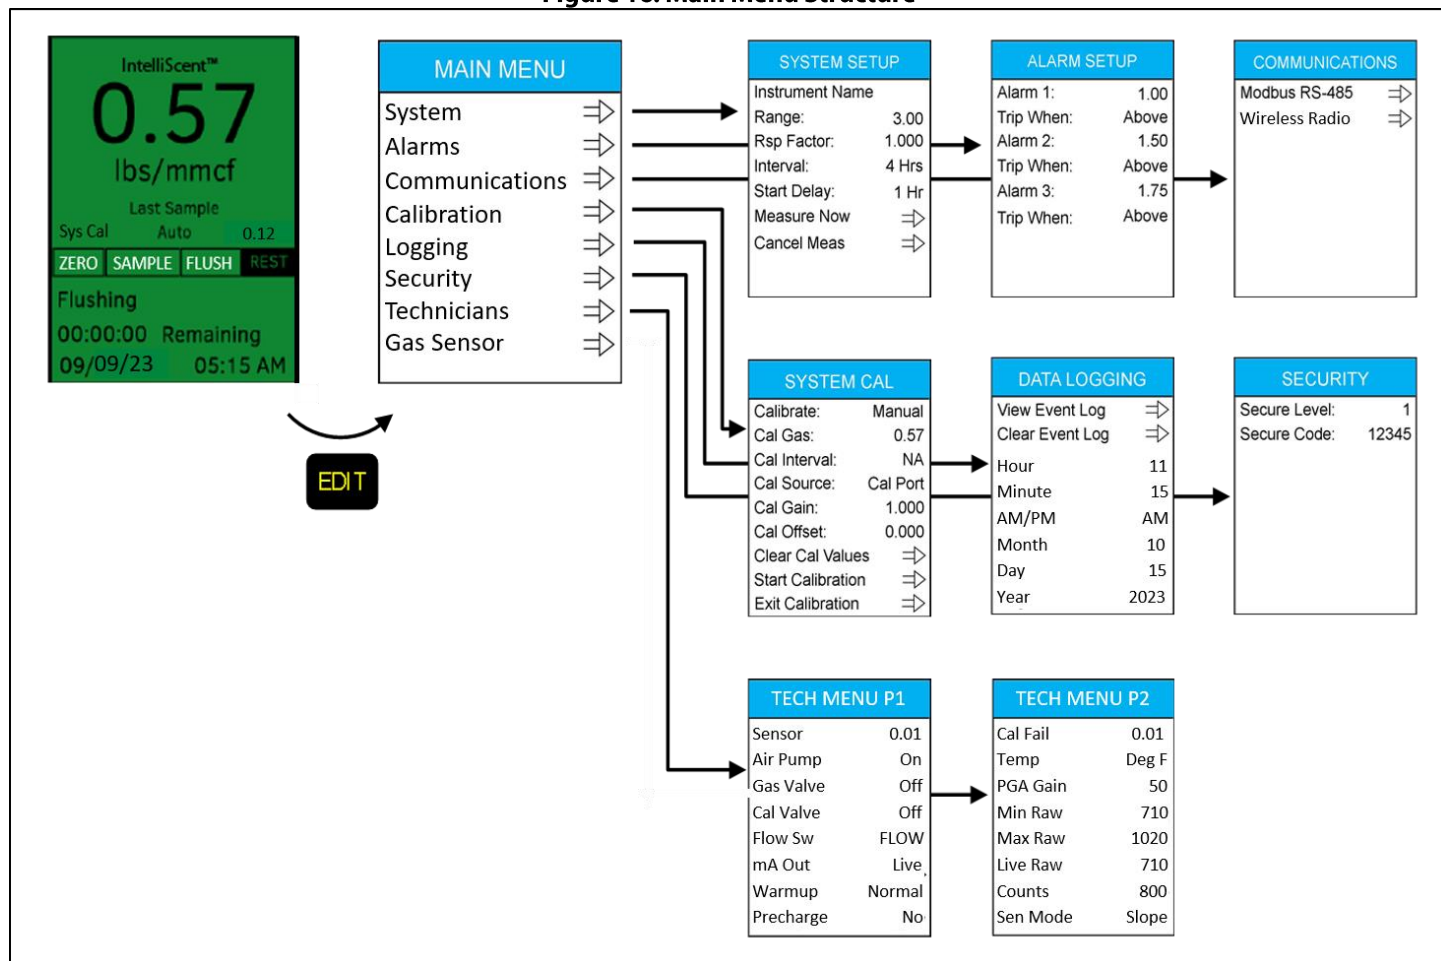 Figure 16. Main Menu Structure
IntelliScent™
0.57
lbs/mmcf
Last Sample
Sys Cal Auto 0.12
ZERO SAMPLE FLUSH REST
Flushing
00:00:00 Remaining
09/09/23 05:15 AM
EDIT
MAIN MENU
System
Alarms
Communications
Calibration
Logging
Security
Technicians
Gas Sensor
SYSTEM SETUP
Instrument Name
Range: 3.00
Rsp Factor: 1.000
Interval: 4 Hrs
Start Delay: 1 Hr
Measure Now
Cancel Meas
ALARM SETUP
Alarm 1: 1.00
Trip When: Above
Alarm 2: 1.50
Trip When: Above
Alarm 3: 1.75
Trip When: Above
COMMUNICATIONS
Modbus RS-485
Wireless Radio
SYSTEM CAL
Calibrate: Manual
Cal Gas: 0.57
Cal Interval: NA
Cal Source: Cal Port
Cal Gain: 1.000
Cal Offset: 0.000
Clear Cal Values
Start Calibration
Exit Calibration
DATA LOGGING
View Event Log
Clear Event Log
Hour 11
Minute 15
AM/PM AM
Month 10
Day 15
Year 2023
SECURITY
Secure Level: 1
Secure Code: 12345
TECH MENU P1
Sensor 0.01
Air Pump On
Gas Valve Off
Cal Valve Off
Flow Sw FLOW
mA Out Live
Warmup Normal
Precharge No
TECH MENU P2
Cal Fail 0.01
Temp Deg F
PGA Gain 50
Min Raw 710
Max Raw 1020
Live Raw 710
Counts 800
Sen Mode Slope